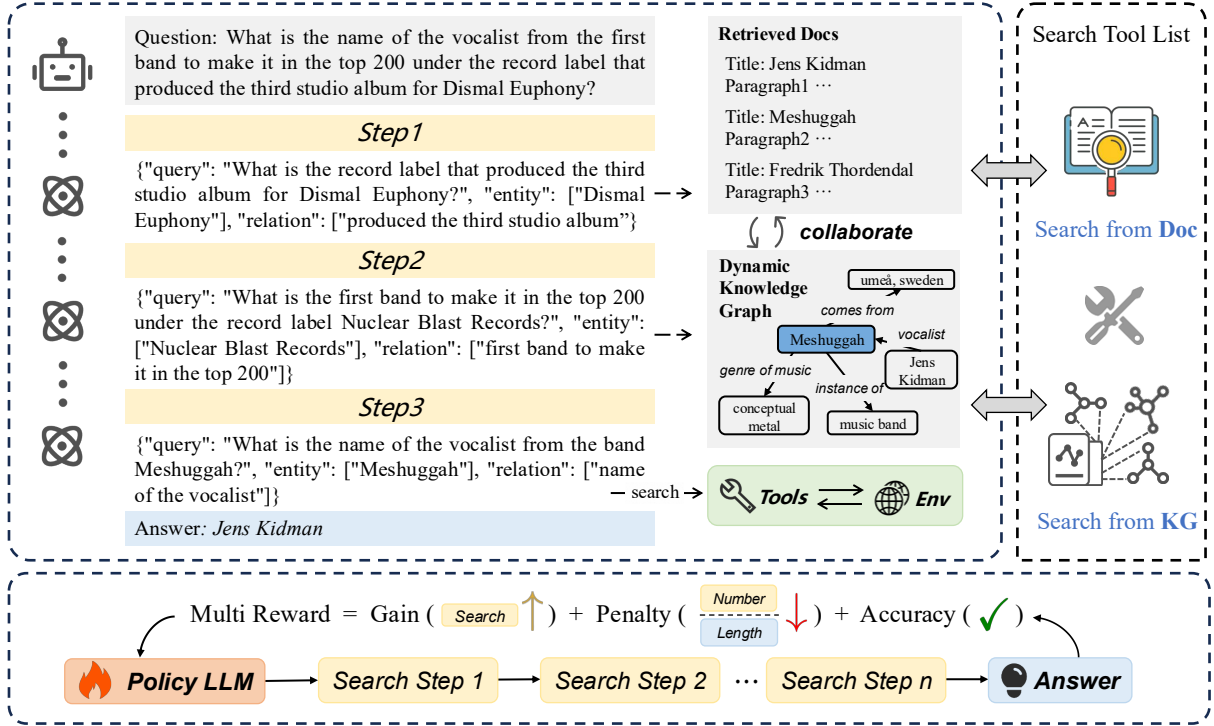 Question: What is the name of the vocalist from the first
band to make it in the top 200 under the record label that
produced the third studio album for Dismal Euphony?
Step1
{"query": "What is the record label that produced the third
studio album for Dismal Euphony?", "entity": ["Dismal
Euphony"], "relation": ["produced the third studio album”}
Step2
{"query": "What is the first band to make it in the top 200
under the record label Nuclear Blast Records?", "entity":
["Nuclear Blast Records"], "relation": ["first band to make
it in the top 200"]}
Step3
{"query": "What is the name of the vocalist from the band
Meshuggah?", "entity": ["Meshuggah"], "relation": ["name
of the vocalist"]}
Answer: Jens Kidman
search
Retrieved Docs
Title: Jens Kidman
Paragraph1 ···
Title: Meshuggah
Paragraph2 ···
Title: Fredrik Thordendal
Paragraph3 ···
collaborate
Dynamic
Knowledge
Graph
umeå, sweden
comes from
Meshuggah
vocalist
Jens
Kidman
genre of music
instance of
conceptual
metal
music band
Tools
Env
Search Tool List
Search from Doc
Search from KG
Multi Reward = Gain ( Search ) + Penalty ( Number
Length ) + Accuracy ( ✓ )
Policy LLM
Search Step 1
Search Step 2
···
Search Step n
Answer